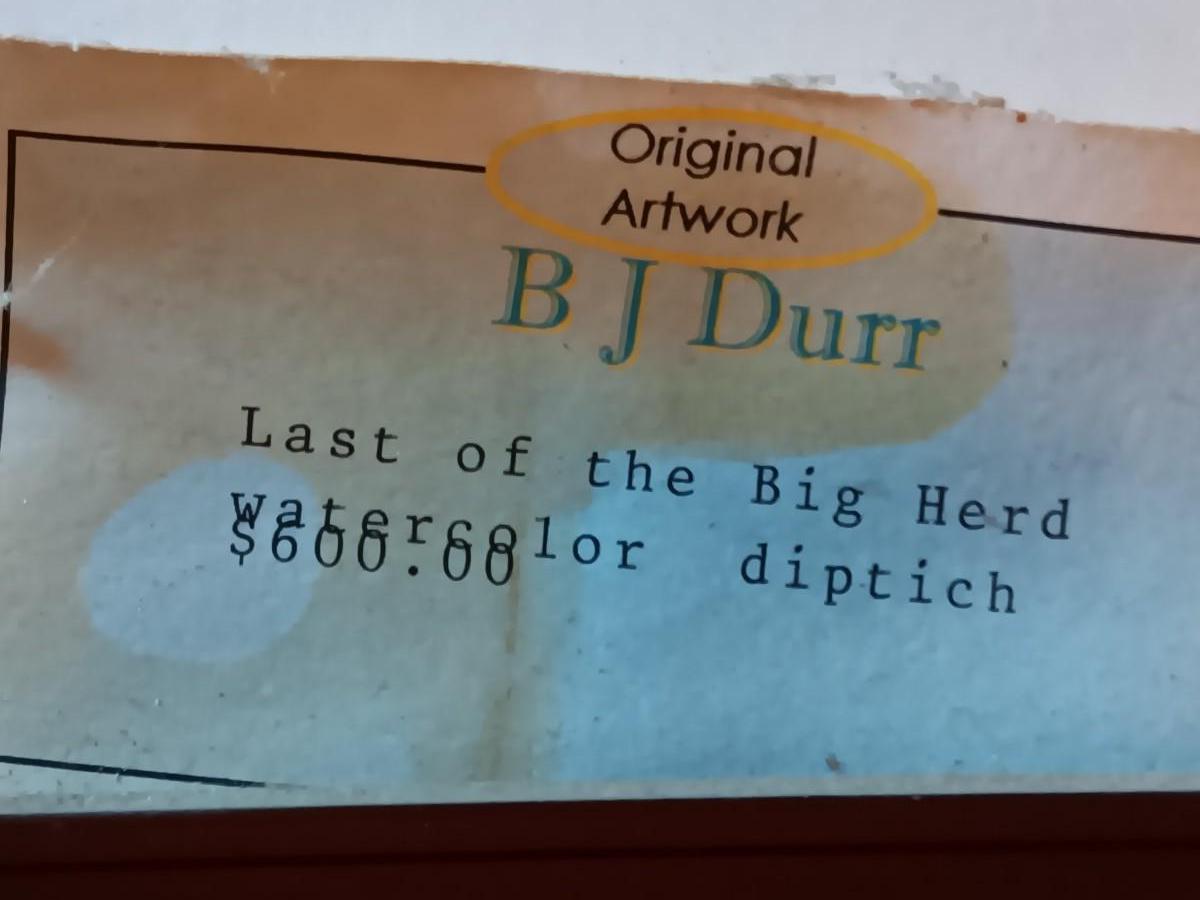 Original
Artwork
B J Durr
Last of the Big Herd
watercolor diptich
$600.00